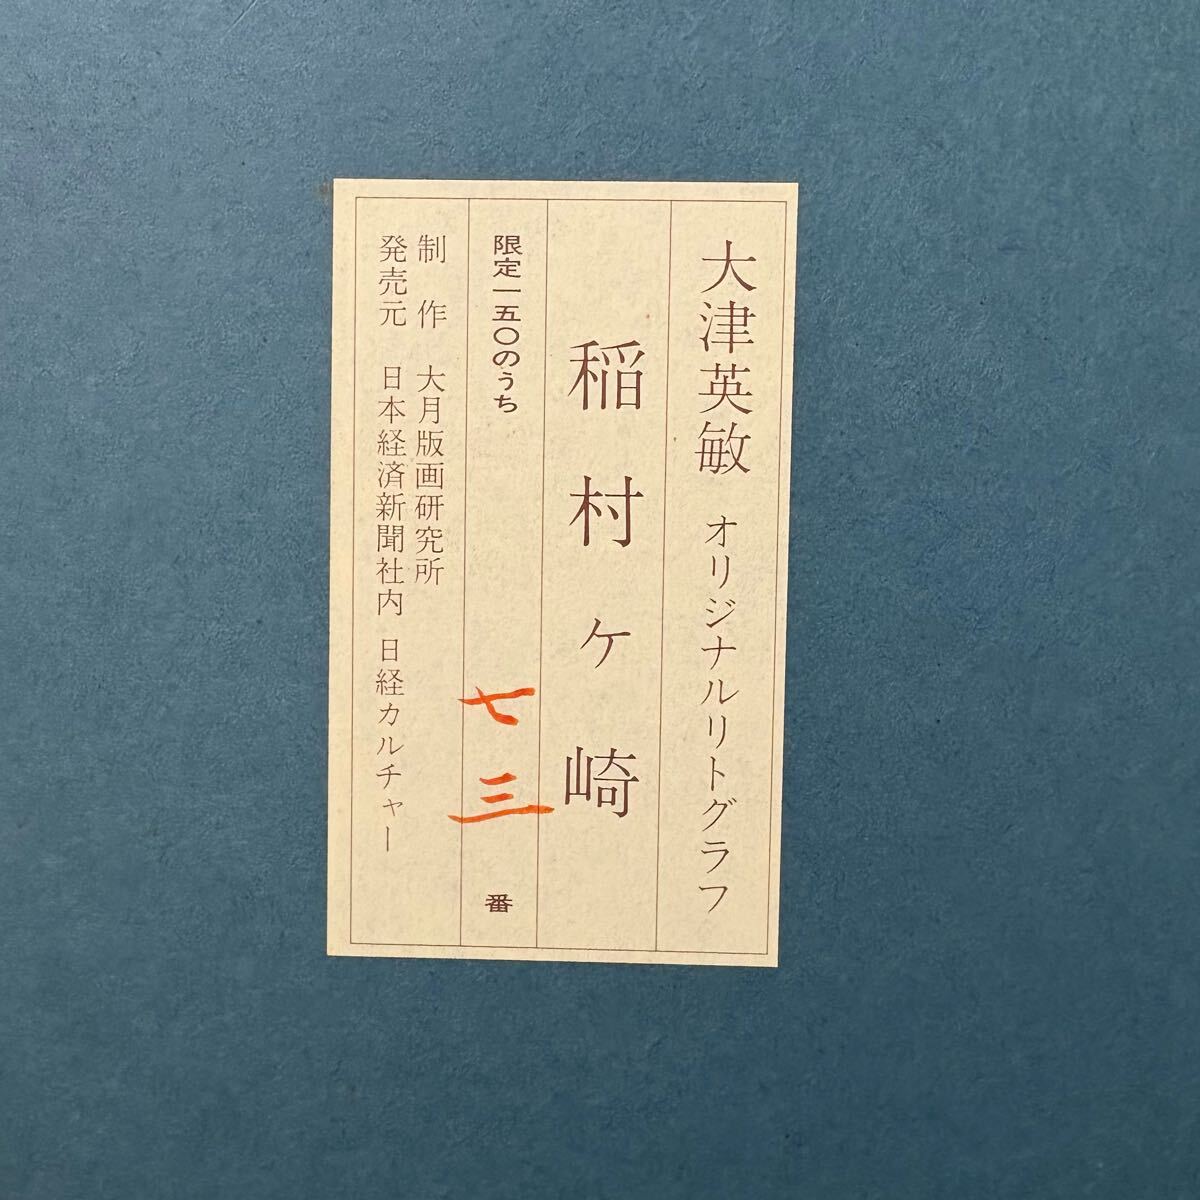 大津英敏 オリジナルリトグラフ
稲村ヶ崎
限定一五〇のうち 七三 番
制作 大月版画研究所
発売元 日本経済新聞社内 日経カルチャー